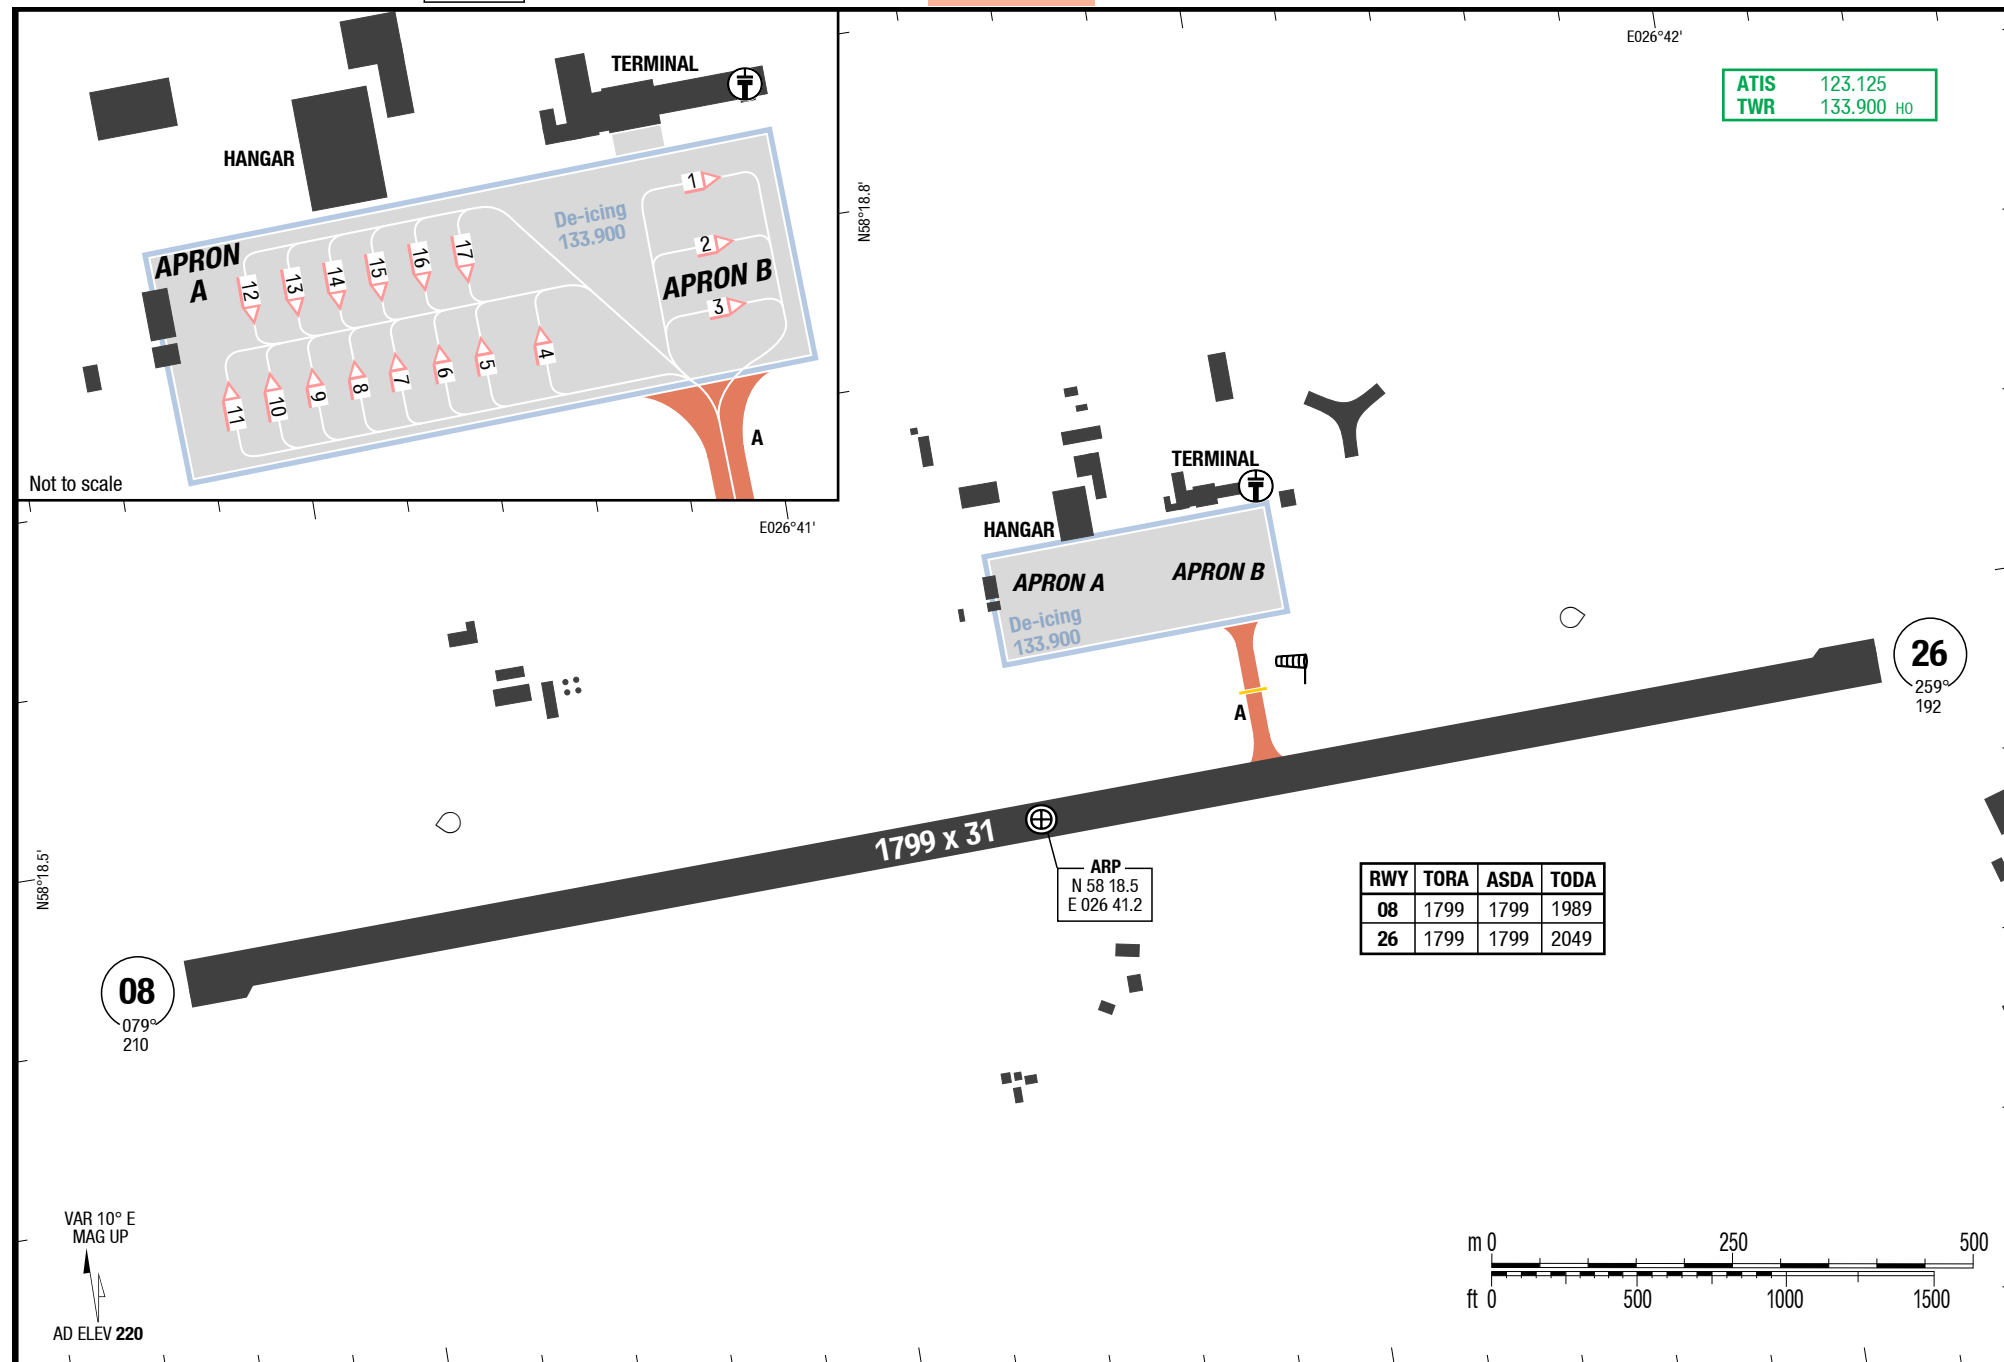 E026°42'
ATIS 123.125
TWR 133.900 HO
TERMINAL
HANGAR
De-icing
133.900
APRON
A
APRON B
1
2
3
12
13
14
15
16
17
11
10
9
8
7
6
5
4
A
Not to scale
N58°18.8'
E026°41'
TERMINAL
HANGAR
APRON A
APRON B
De-icing
133.900
A
26
259°
192
1799 x 31
ARP
N 58 18.5
E 026 41.2
N58°18.5'
08
079°
210
RWY TORA ASDA TODA
08 1799 1799 1989
26 1799 1799 2049
VAR 10° E
MAG UP
AD ELEV 220
m 0 250 500
ft 0 500 1000 1500